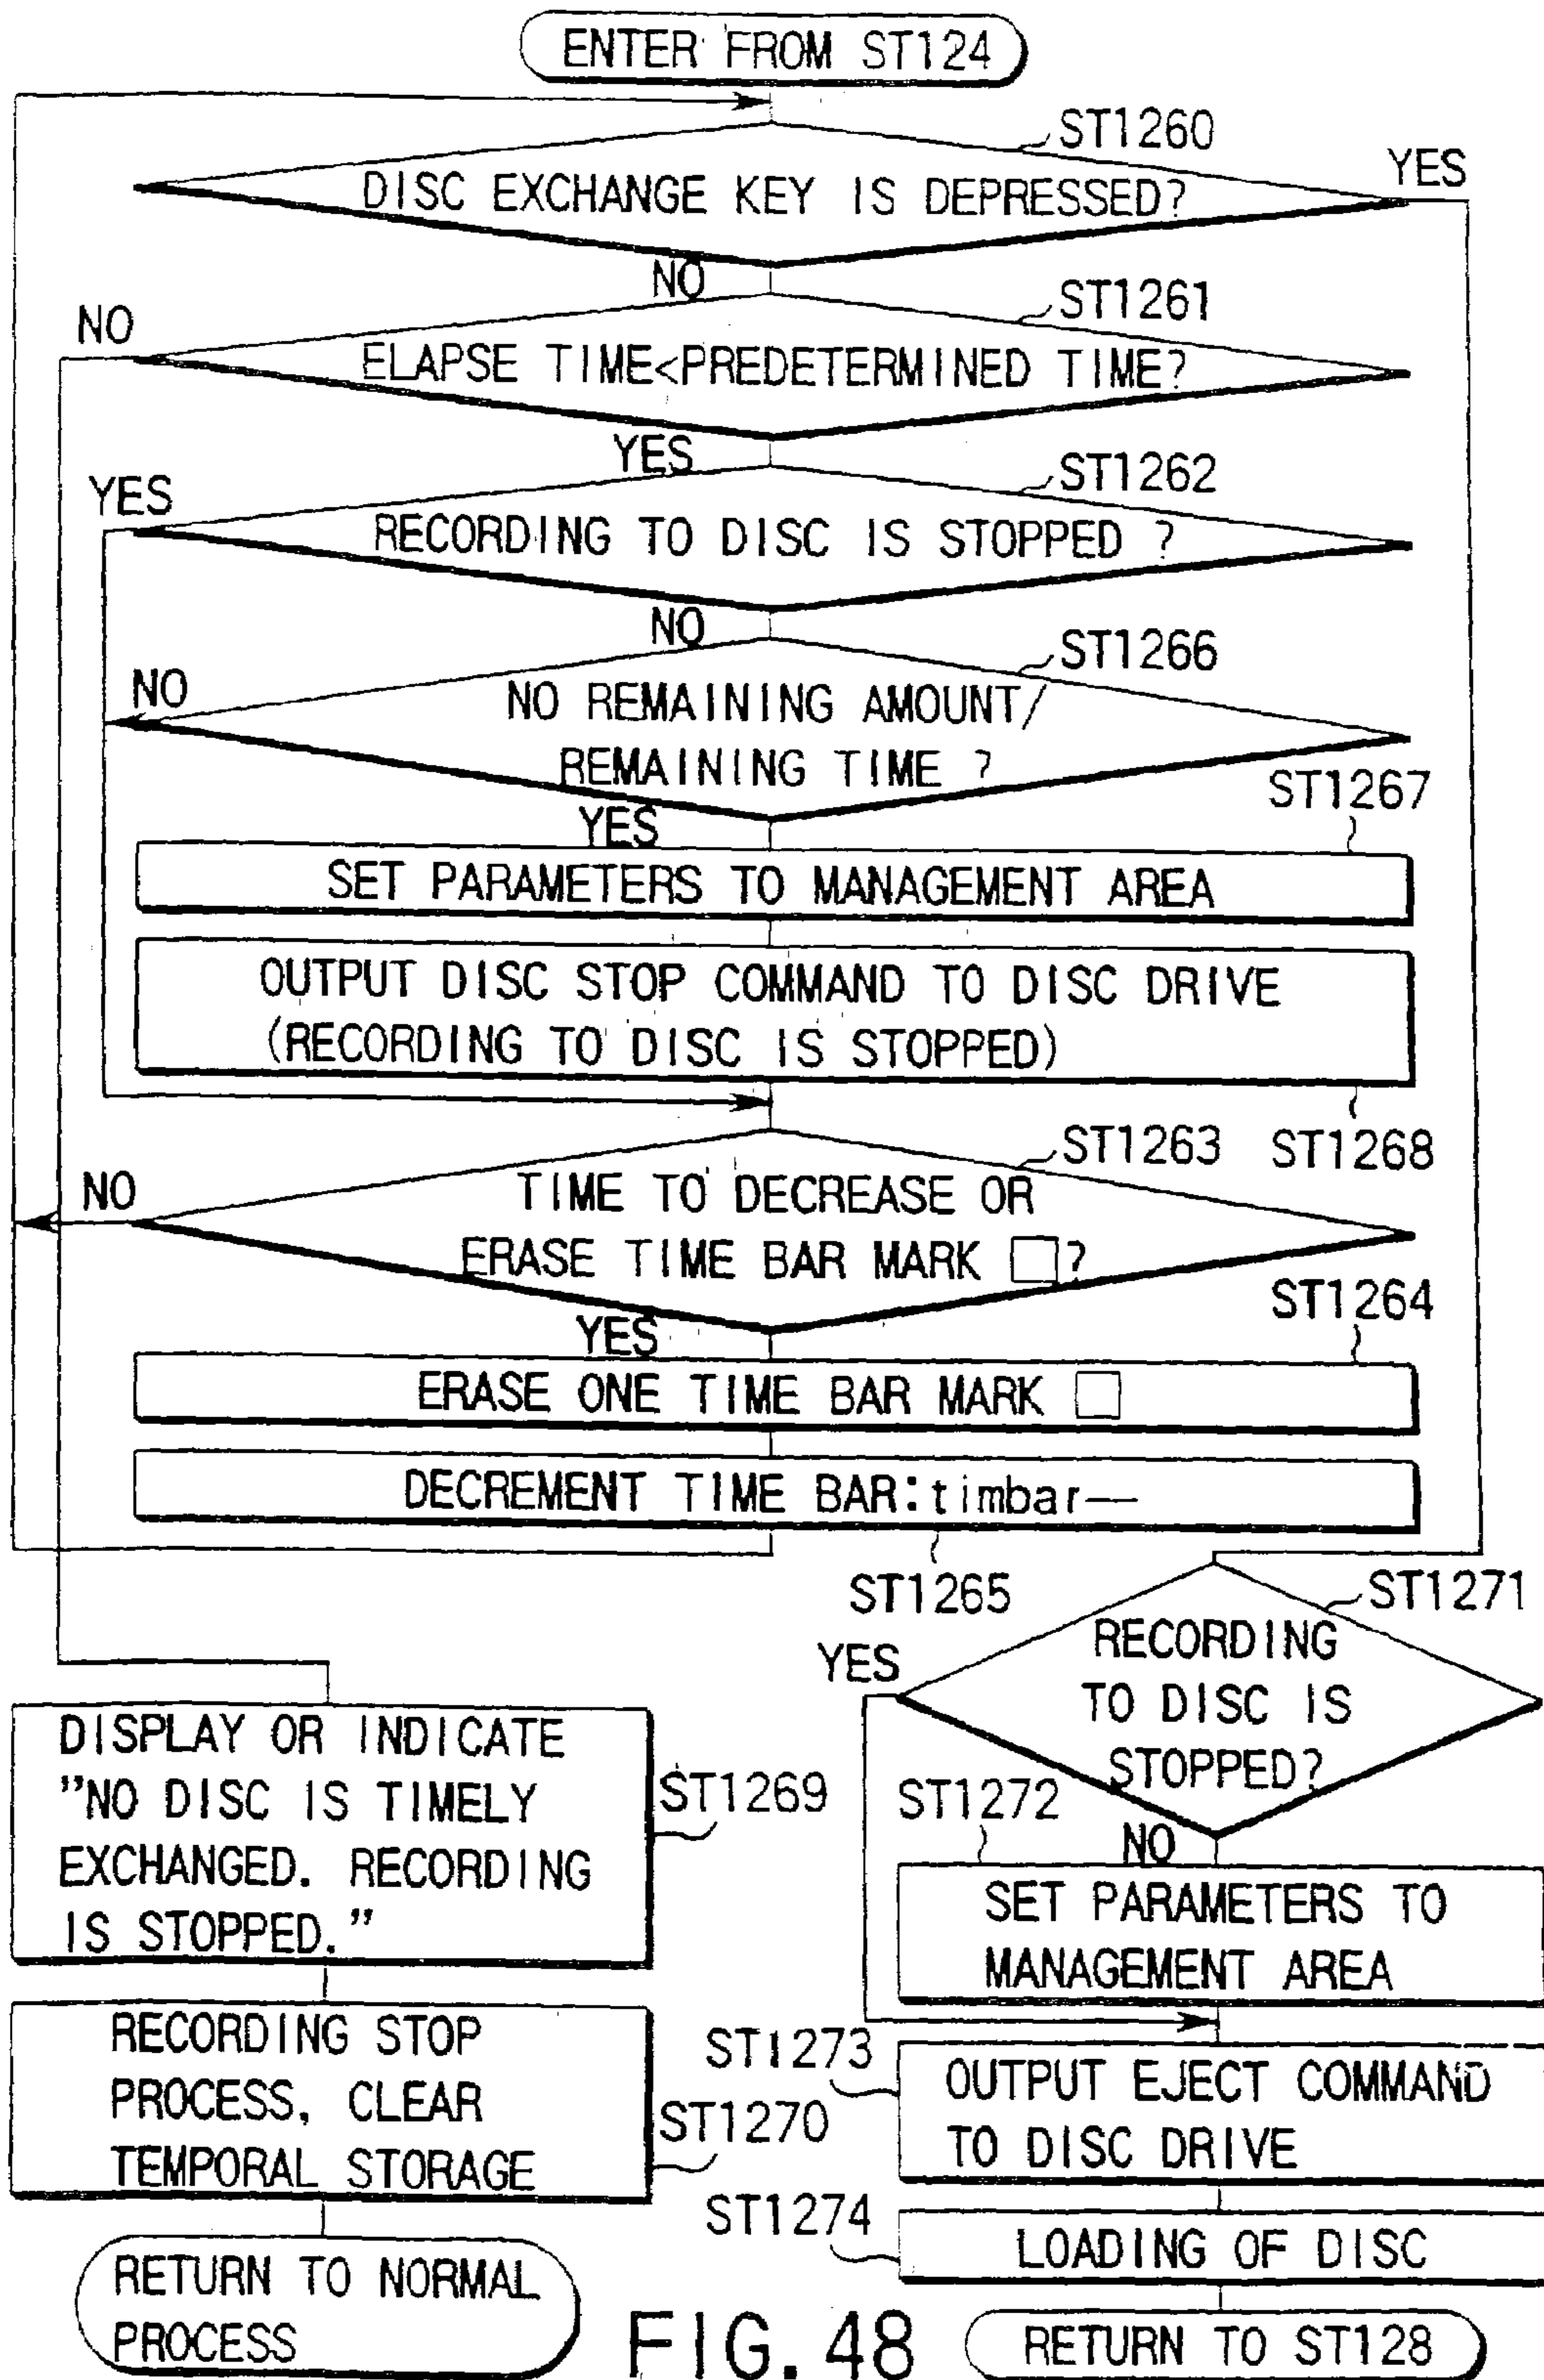 ENTER FROM ST124
ST1260
DISC EXCHANGE KEY IS DEPRESSED?
YES
NO
ST1261
NO
ELAPSE TIME<PREDETERMINED TIME?
YES
ST1262
YES
RECORDING TO DISC IS STOPPED ?
NO
ST1266
NO
NO REMAINING AMOUNT/
REMAINING TIME ?
ST1267
YES
SET PARAMETERS TO MANAGEMENT AREA
OUTPUT DISC STOP COMMAND TO DISC DRIVE
(RECORDING TO DISC IS STOPPED)
ST1268
ST1263
NO
TIME TO DECREASE OR
ERASE TIME BAR MARK □?
ST1264
YES
ERASE ONE TIME BAR MARK □
DECREMENT TIME BAR:timbar—
ST1265
ST1271
YES
RECORDING
TO DISC IS
STOPPED?
DISPLAY OR INDICATE
"NO DISC IS TIMELY
EXCHANGED. RECORDING
IS STOPPED."
ST1269
ST1272
NO
SET PARAMETERS TO
MANAGEMENT AREA
RECORDING STOP
PROCESS, CLEAR
TEMPORAL STORAGE
ST1270
ST1273
OUTPUT EJECT COMMAND
TO DISC DRIVE
ST1274
LOADING OF DISC
RETURN TO NORMAL
PROCESS
FIG. 48
RETURN TO ST128